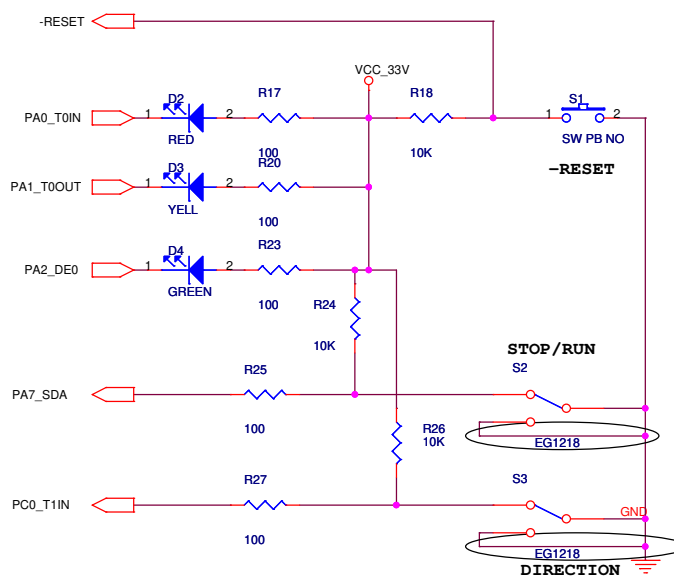 -RESET
VCC_33V
R17
R18
S1
D2
PA0_T0IN
1
2
1
2
RED
100
10K
SW PB NO
-RESET
D3
R20
PA1_T0OUT
1
2
YELL
100
D4
R23
PA2_DE0
1
2
GREEN
100
R24
10K
STOP/RUN
S2
R25
PA7_SDA
100
R26
10K
EG1218
R27
S3
PC0_T1IN
GND
100
EG1218
DIRECTION